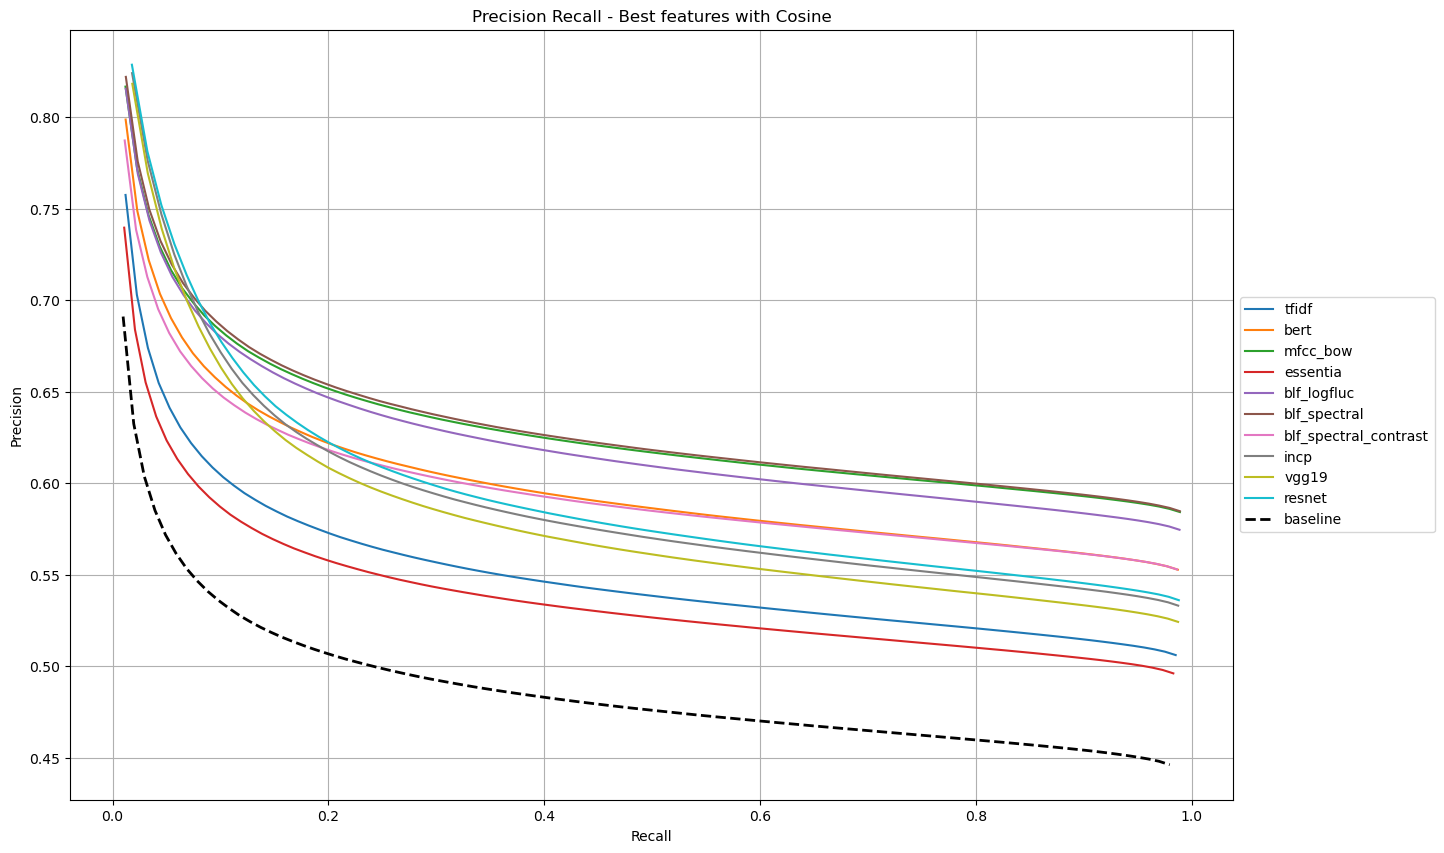 Precision Recall - Best features with Cosine
Precision
0.80
0.75
0.70
0.65
0.60
0.55
0.50
0.45
0.0
0.2
0.4
0.6
0.8
1.0
Recall
tfidf
bert
mfcc_bow
essentia
blf_logfluc
blf_spectral
blf_spectral_contrast
incp
vgg19
resnet
baseline